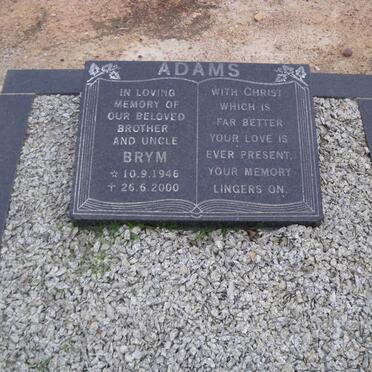 ADAMS
IN LOVING
MEMORY OF
OUR BELOVED
BROTHER
AND UNCLE
BRYM
☆ 10.9.1946
✝ 26.6.2000
WITH CHRIST
WHICH IS
FAR BETTER
YOUR LOVE IS
EVER PRESENT.
YOUR MEMORY
LINGERS ON.